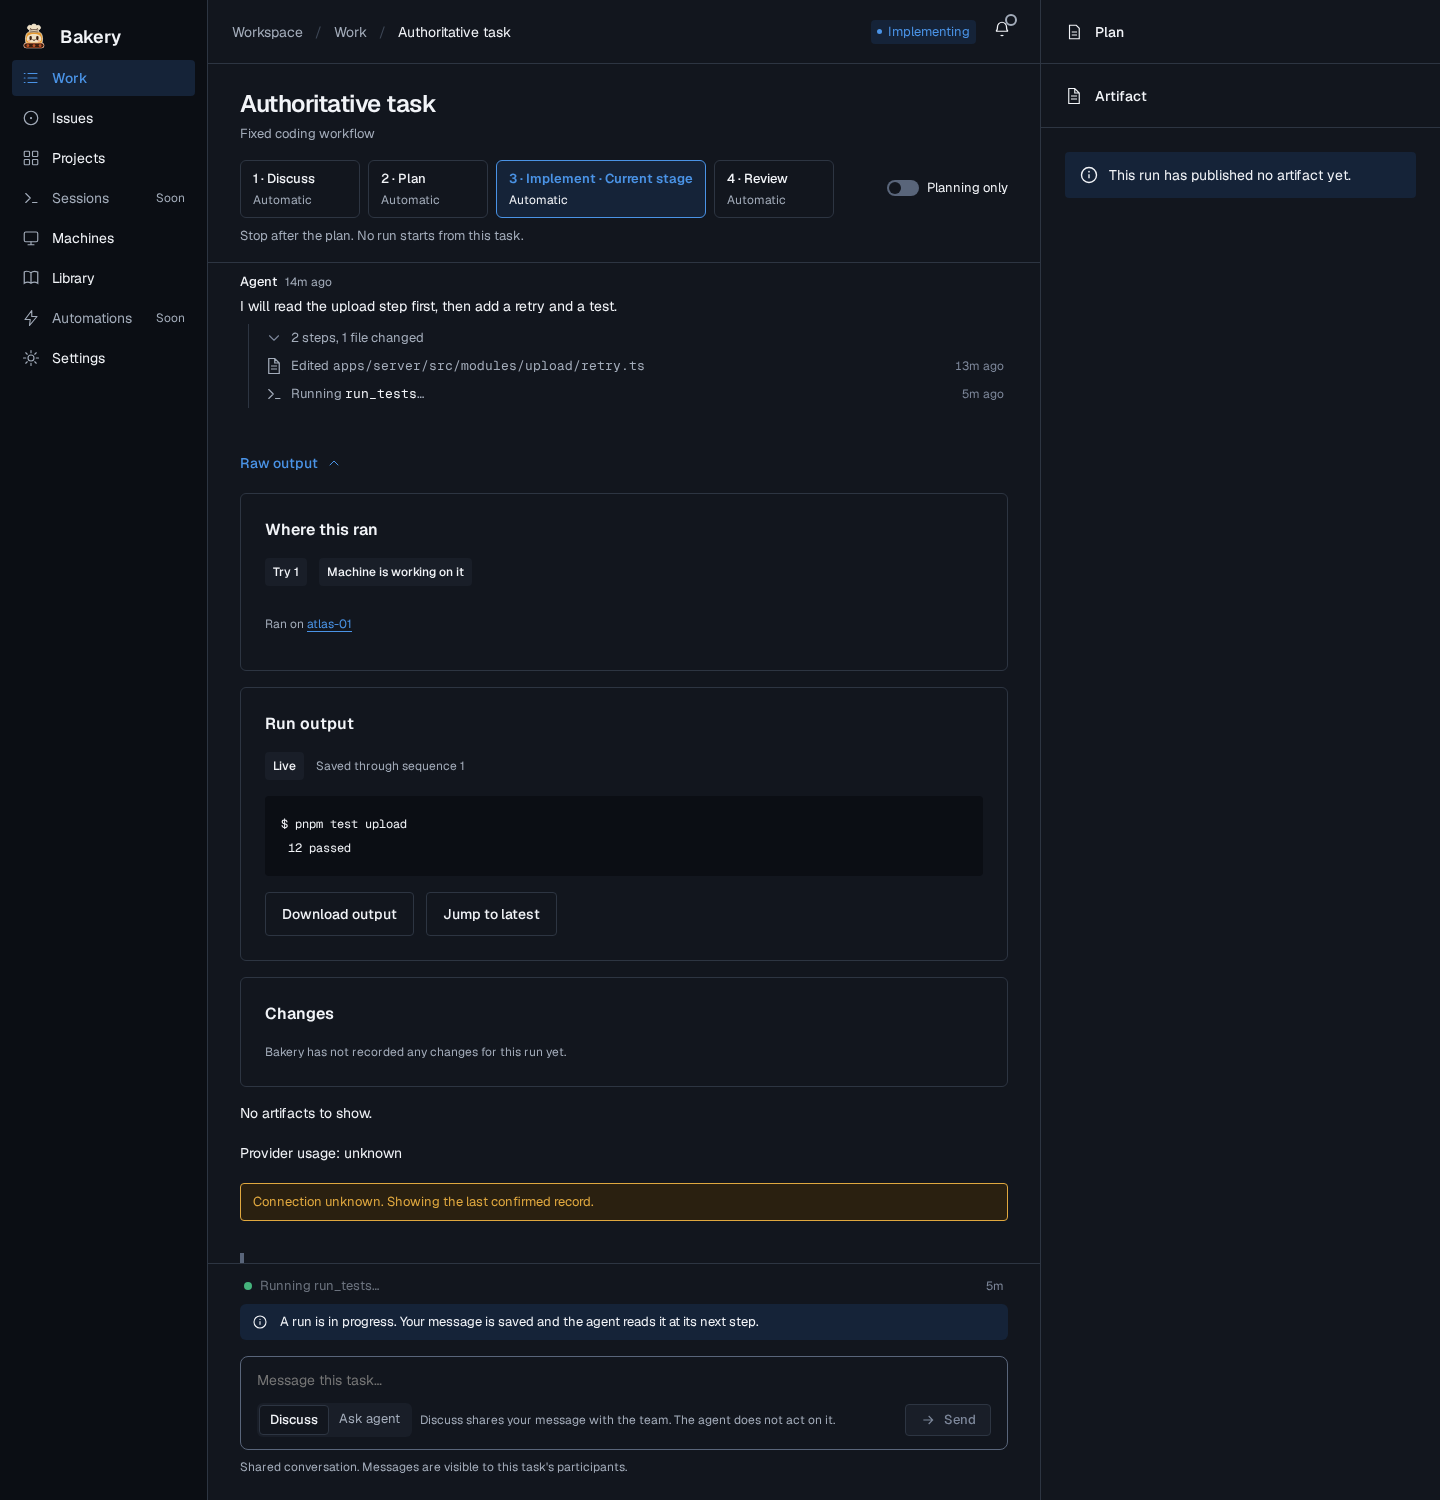 Bakery
Work
Issues
Projects
Sessions Soon
Machines
Library
Automations Soon
Settings
Workspace / Work / Authoritative task
Implementing
Authoritative task
Fixed coding workflow
1 · Discuss
Automatic
2 · Plan
Automatic
3 · Implement · Current stage
Automatic
4 · Review
Automatic
Planning only
Stop after the plan. No run starts from this task.
Agent 14m ago
I will read the upload step first, then add a retry and a test.
2 steps, 1 file changed
Edited apps/server/src/modules/upload/retry.ts 13m ago
Running run_tests… 5m ago
Raw output
Where this ran
Try 1 Machine is working on it
Ran on atlas-01
Run output
Live Saved through sequence 1
$ pnpm test upload
12 passed
Download output Jump to latest
Changes
Bakery has not recorded any changes for this run yet.
No artifacts to show.
Provider usage: unknown
Connection unknown. Showing the last confirmed record.
Running run_tests… 5m
A run is in progress. Your message is saved and the agent reads it at its next step.
Message this task…
Discuss Ask agent Discuss shares your message with the team. The agent does not act on it. Send
Shared conversation. Messages are visible to this task's participants.
Plan
Artifact
This run has published no artifact yet.